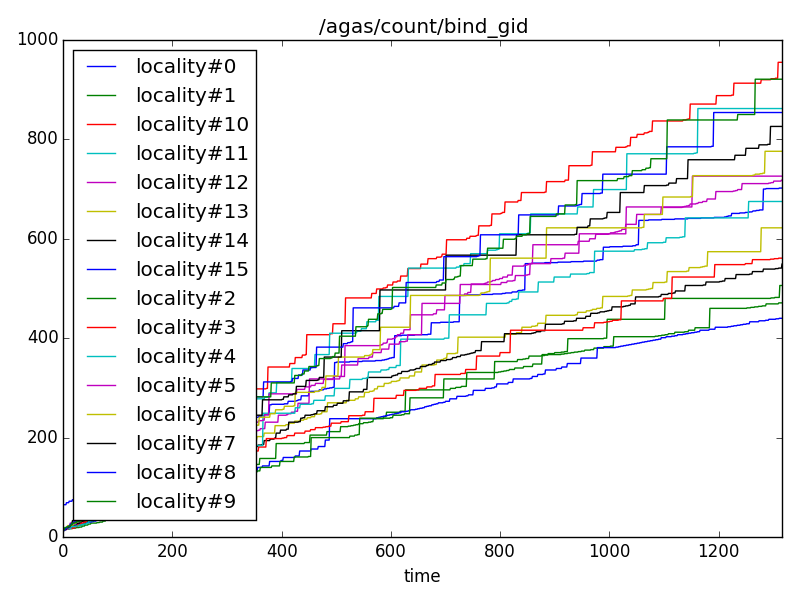 /agas/count/bind_gid
1000
800
600
400
200
0
locality#0
locality#1
locality#10
locality#11
locality#12
locality#13
locality#14
locality#15
locality#2
locality#3
locality#4
locality#5
locality#6
locality#7
locality#8
locality#9
0 200 400 600 800 1000 1200
time